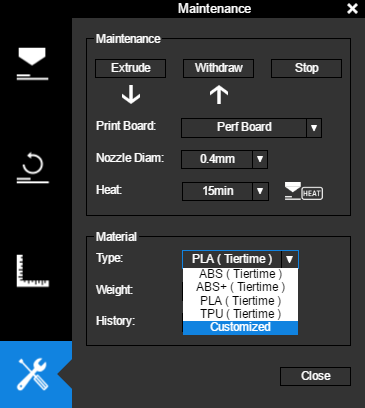 Maintenance
Maintenance
Extrude Withdraw Stop
Print Board: Perf Board
Nozzle Diam: 0.4mm
Heat: 15min HEAT
Material
Type: PLA ( Tiertime )
ABS ( Tiertime )
Weight: ABS+ ( Tiertime )
PLA ( Tiertime )
History: TPU ( Tiertime )
Customized
Close